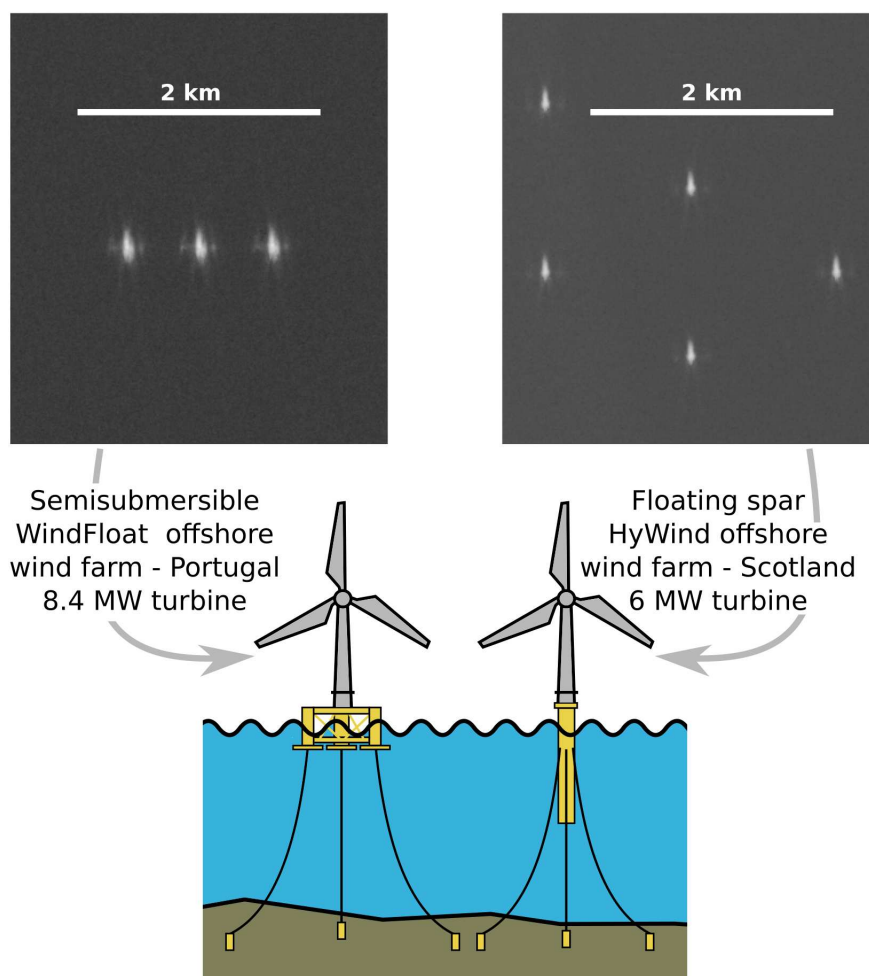 2 km
2 km
Semisubmersible
WindFloat offshore
wind farm - Portugal
8.4 MW turbine
Floating spar
HyWind offshore
wind farm - Scotland
6 MW turbine